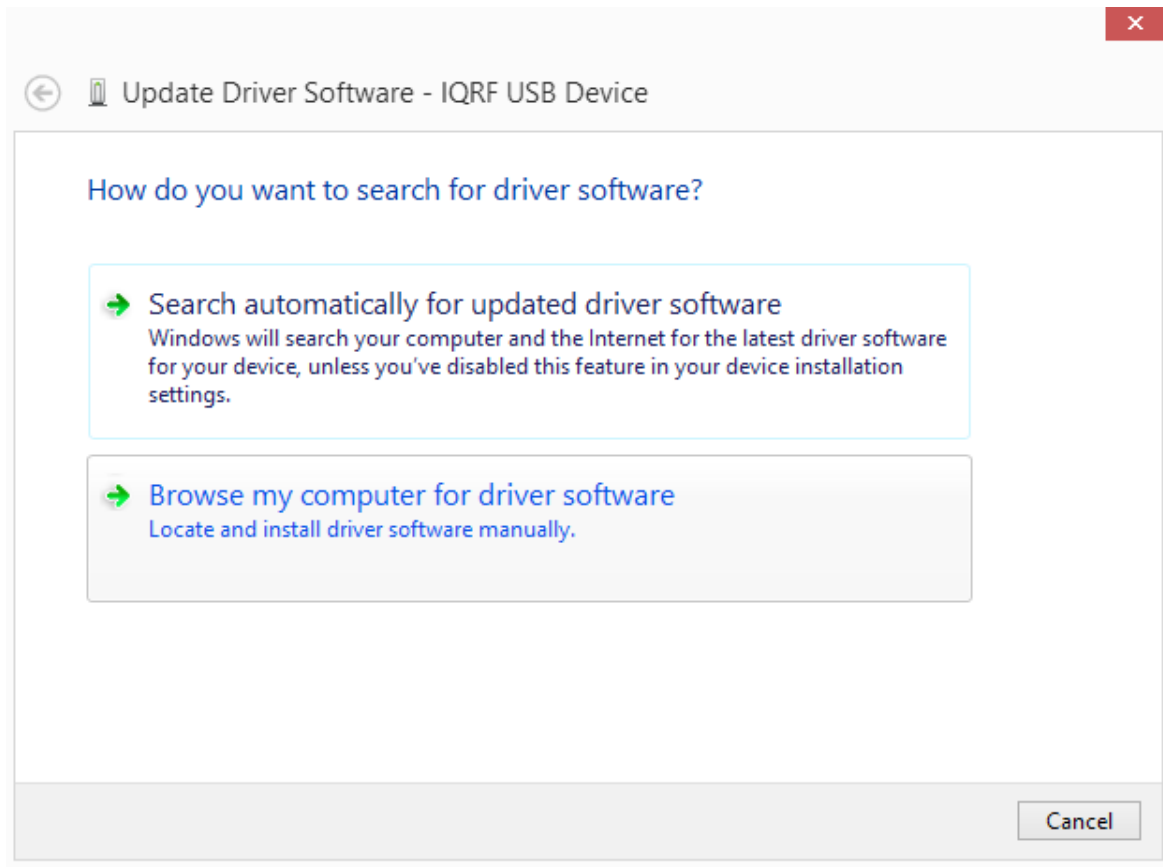 Update Driver Software - IQRF USB Device
How do you want to search for driver software?
Search automatically for updated driver software
Windows will search your computer and the Internet for the latest driver software
for your device, unless you've disabled this feature in your device installation
settings.
Browse my computer for driver software
Locate and install driver software manually.
Cancel